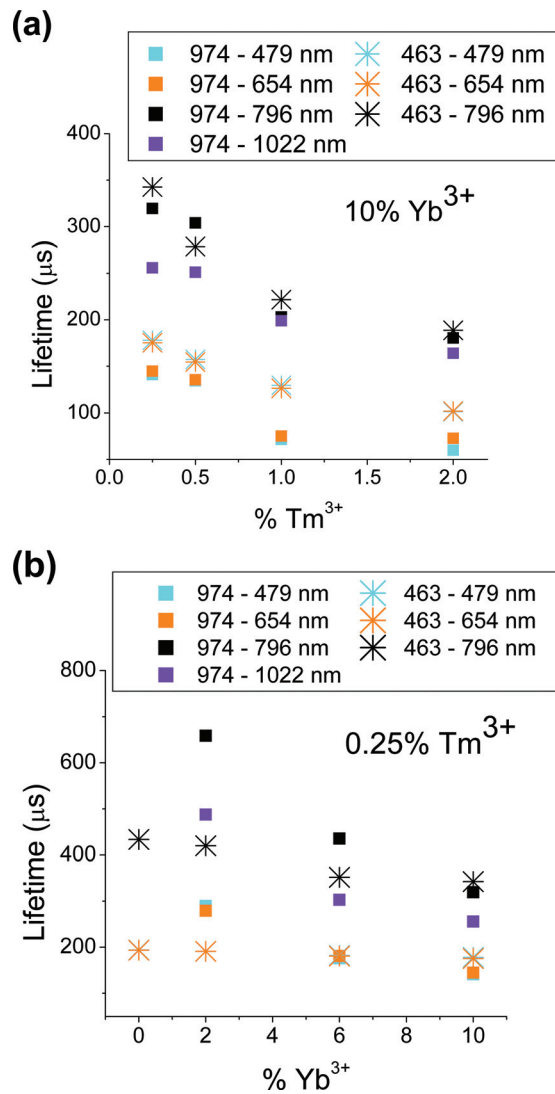 (a)
974 - 479 nm 463 - 479 nm
974 - 654 nm 463 - 654 nm
974 - 796 nm 463 - 796 nm
974 - 1022 nm
400
300
200
100
10% Yb³⁺
Lifetime (μs)
0.0 0.5 1.0 1.5 2.0
% Tm³⁺
(b)
974 - 479 nm 463 - 479 nm
974 - 654 nm 463 - 654 nm
974 - 796 nm 463 - 796 nm
974 - 1022 nm
800
600
400
200
0.25% Tm³⁺
Lifetime (μs)
0 2 4 6 8 10
% Yb³⁺